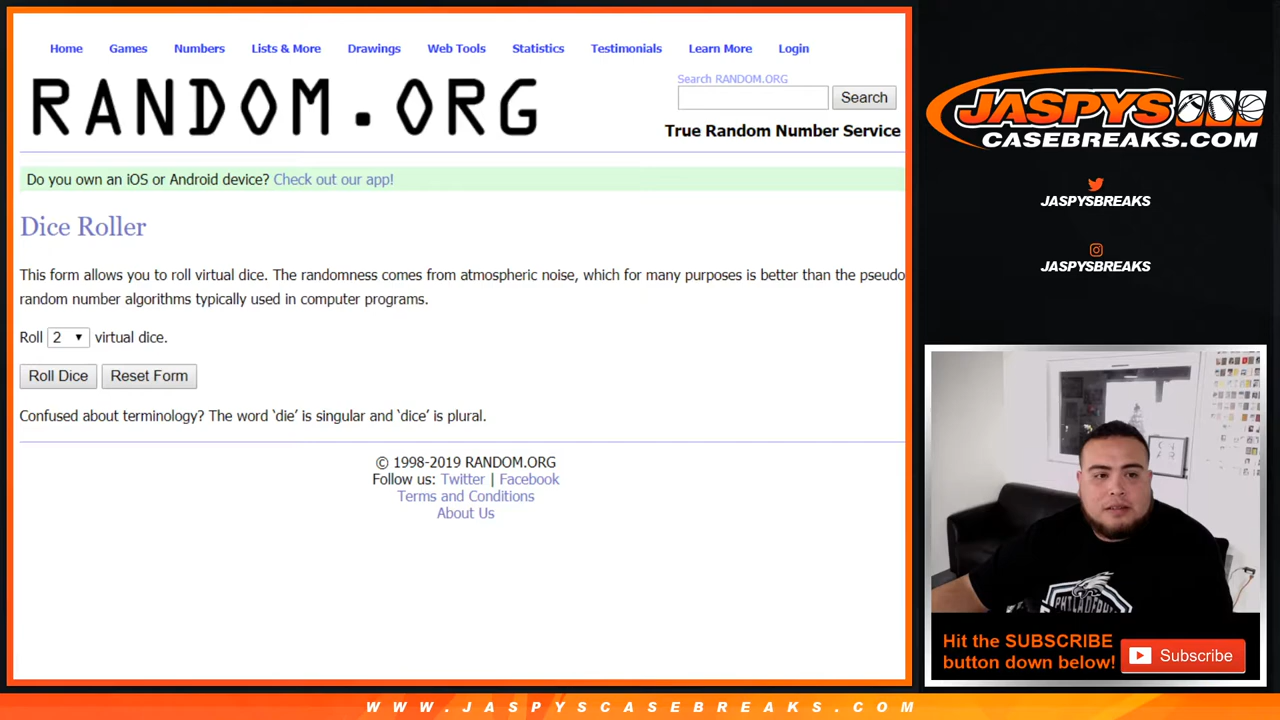 Home Games Numbers Lists & More Drawings Web Tools Statistics Testimonials Learn More Login
RANDOM.ORG
Search RANDOM.ORG
Search
True Random Number Service
Do you own an iOS or Android device? Check out our app!
Dice Roller
This form allows you to roll virtual dice. The randomness comes from atmospheric noise, which for many purposes is better than the pseudo
random number algorithms typically used in computer programs.
Roll 2 virtual dice.
Roll Dice Reset Form
Confused about terminology? The word ‘die’ is singular and ‘dice’ is plural.
© 1998-2019 RANDOM.ORG
Follow us: Twitter | Facebook
Terms and Conditions
About Us
JASPYS
CASEBREAKS.COM
JASPYSBREAKS
JASPYSBREAKS
Hit the SUBSCRIBE
button down below!
Subscribe
WWW.JASPYSCASEBREAKS.COM